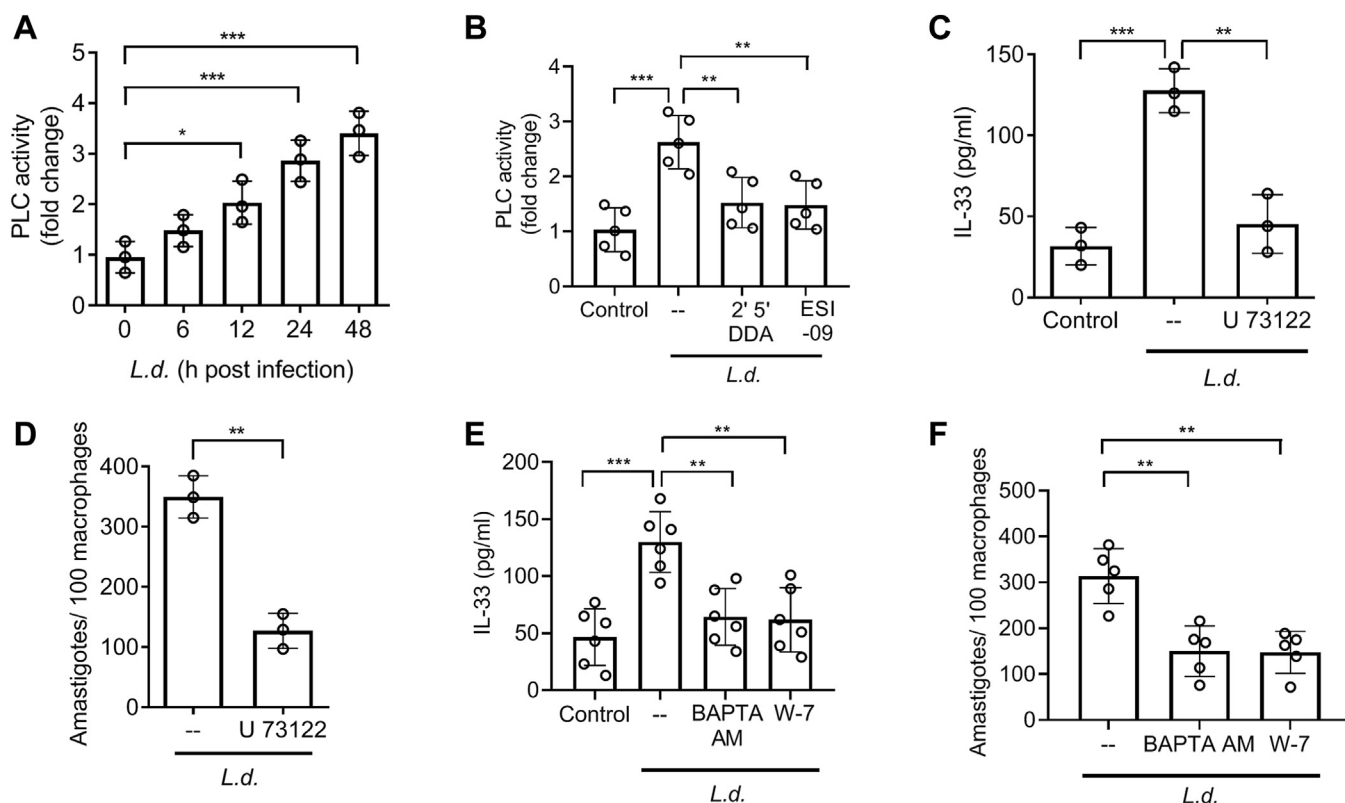 A
PLC activity
(fold change)
5
4
3
2
1
0
***
***
*
0 6 12 24 48
L.d. (h post infection)
B
PLC activity
(fold change)
4
3
2
1
0
**
*** **
Control -- 2' 5' ESI
DDA -09
L.d.
C
IL-33 (pg/ml)
150
100
50
0
*** **
Control -- U 73122
L.d.
D
Amastigotes/ 100 macrophages
400
300
200
100
0
**
-- U 73122
L.d.
E
IL-33 (pg/ml)
200
150
100
50
0
**
*** **
Control -- BAPTA W-7
AM
L.d.
F
Amastigotes/ 100 macrophages
500
400
300
200
100
0
**
**
-- BAPTA AM W-7
L.d.